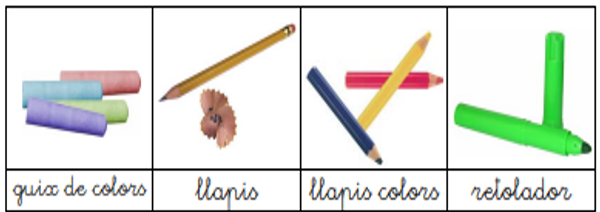 guix de colors
llapis
llapis colors
retolador